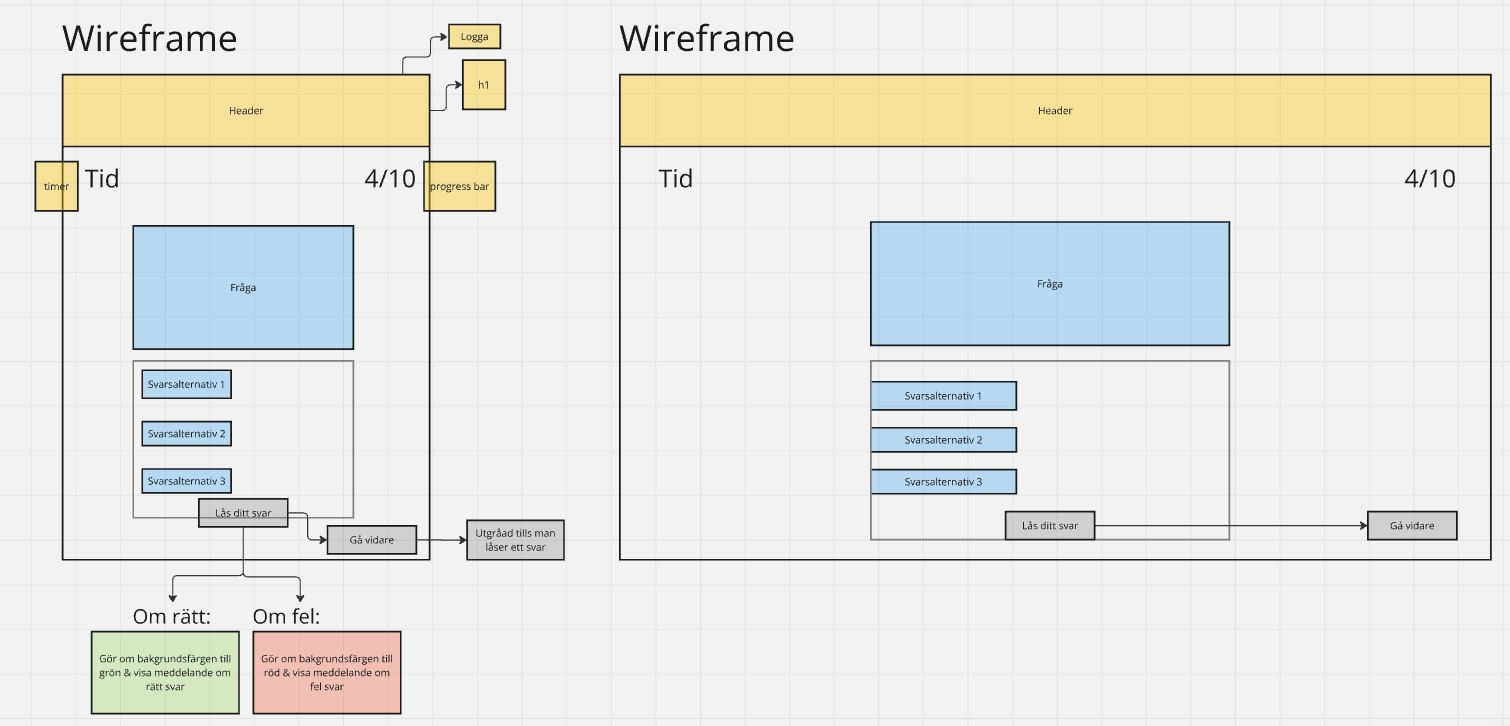 Wireframe
Logga
h1
Header
timer
Tid
4/10
progress bar
Fråga
Svarsalternativ 1
Svarsalternativ 2
Svarsalternativ 3
Lås ditt svar
Gå vidare
Utgråad tills man
låser ett svar
Om rätt:
Om fel:
Gör om bakgrundsfärgen till
grön & visa meddelande om
rätt svar
Gör om bakgrundsfärgen till
röd & visa meddelande om
fel svar
Wireframe
Header
Tid
4/10
Fråga
Svarsalternativ 1
Svarsalternativ 2
Svarsalternativ 3
Lås ditt svar
Gå vidare